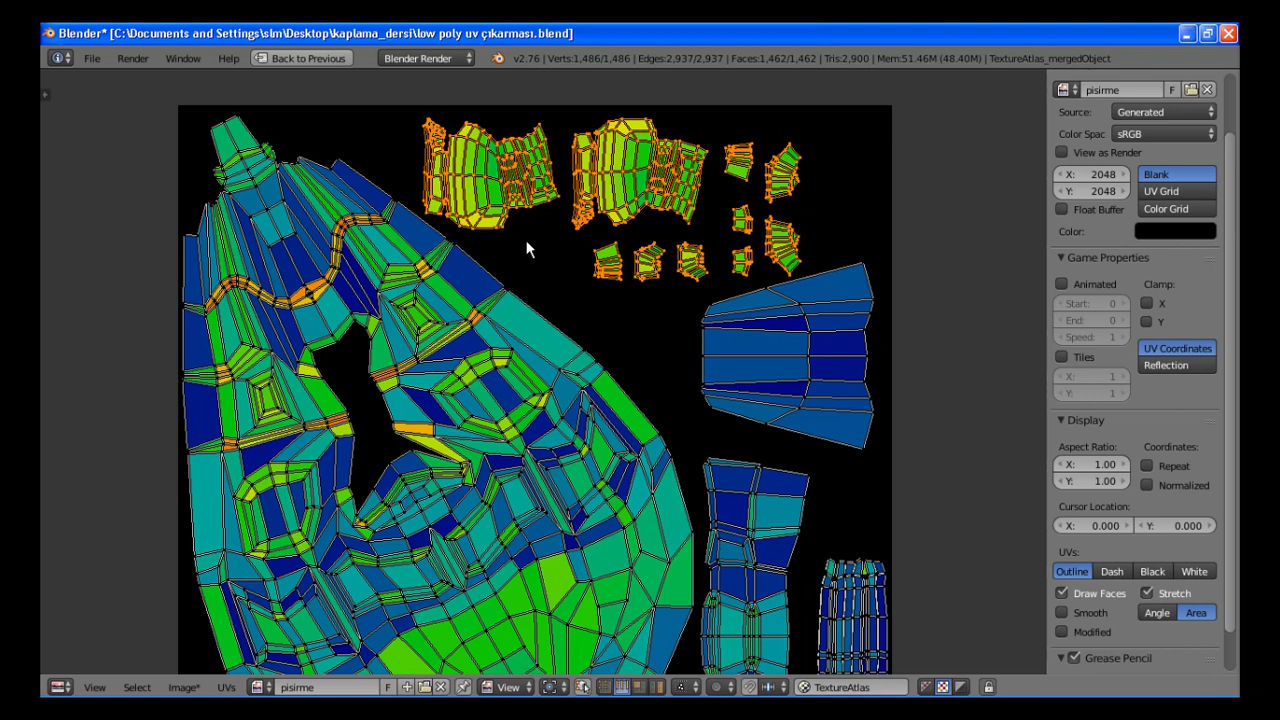 Blender* [C:\Documents and Settings\slm\Desktop\kaplama_dersi\low poly uv çıkarması.blend]
File Render Window Help Back to Previous Blender Render v2.76 | Verts:1,486/1,486 | Edges:2,937/2,937 | Faces:1,462/1,462 | Tris:2,900 | Mem:51.46M (48.40M) | TextureAtlas_mergedObject
pisirme F
Source: Generated
Color Spac sRGB
View as Render
X: 2048 Blank
Y: 2048 UV Grid
Float Buffer Color Grid
Color:
Game Properties
Animated Clamp:
Start: 0 X
End: 0 Y
Speed: 1 UV Coordinates
Tiles Reflection
X: 1
Y: 1
Display
Aspect Ratio: Coordinates:
X: 1.00 Repeat
Y: 1.00 Normalized
Cursor Location:
X: 0.000 Y: 0.000
UVs:
Outline Dash Black White
Draw Faces Stretch
Smooth Angle Area
Modified
Grease Pencil
View Select Image* UVs pisirme F View TextureAtlas